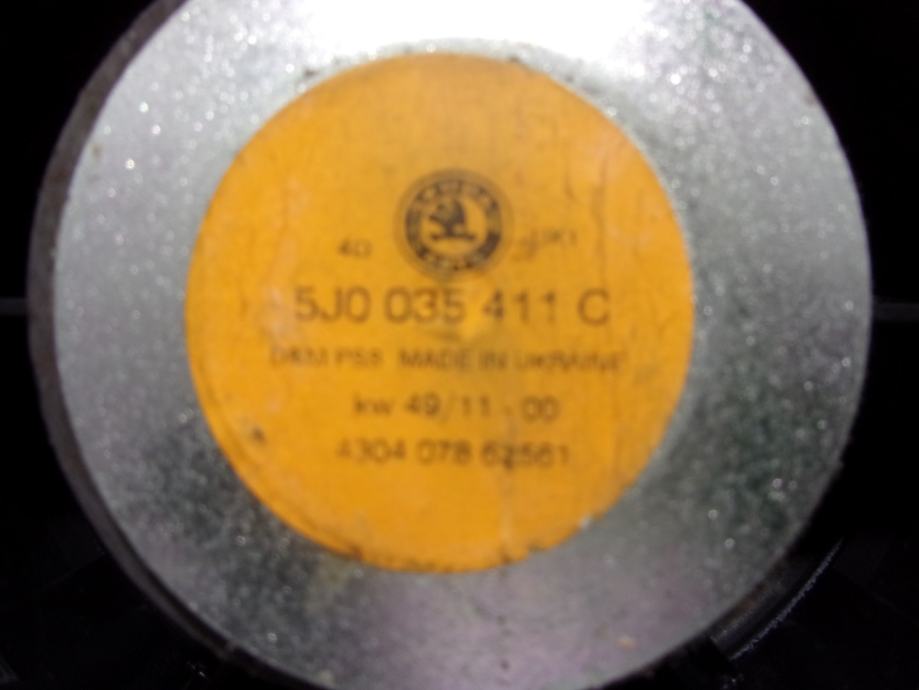 4Ω
5J0 035 411 C
MADE IN UKRAINE
kw 49/11 - 00
4304 078 62561